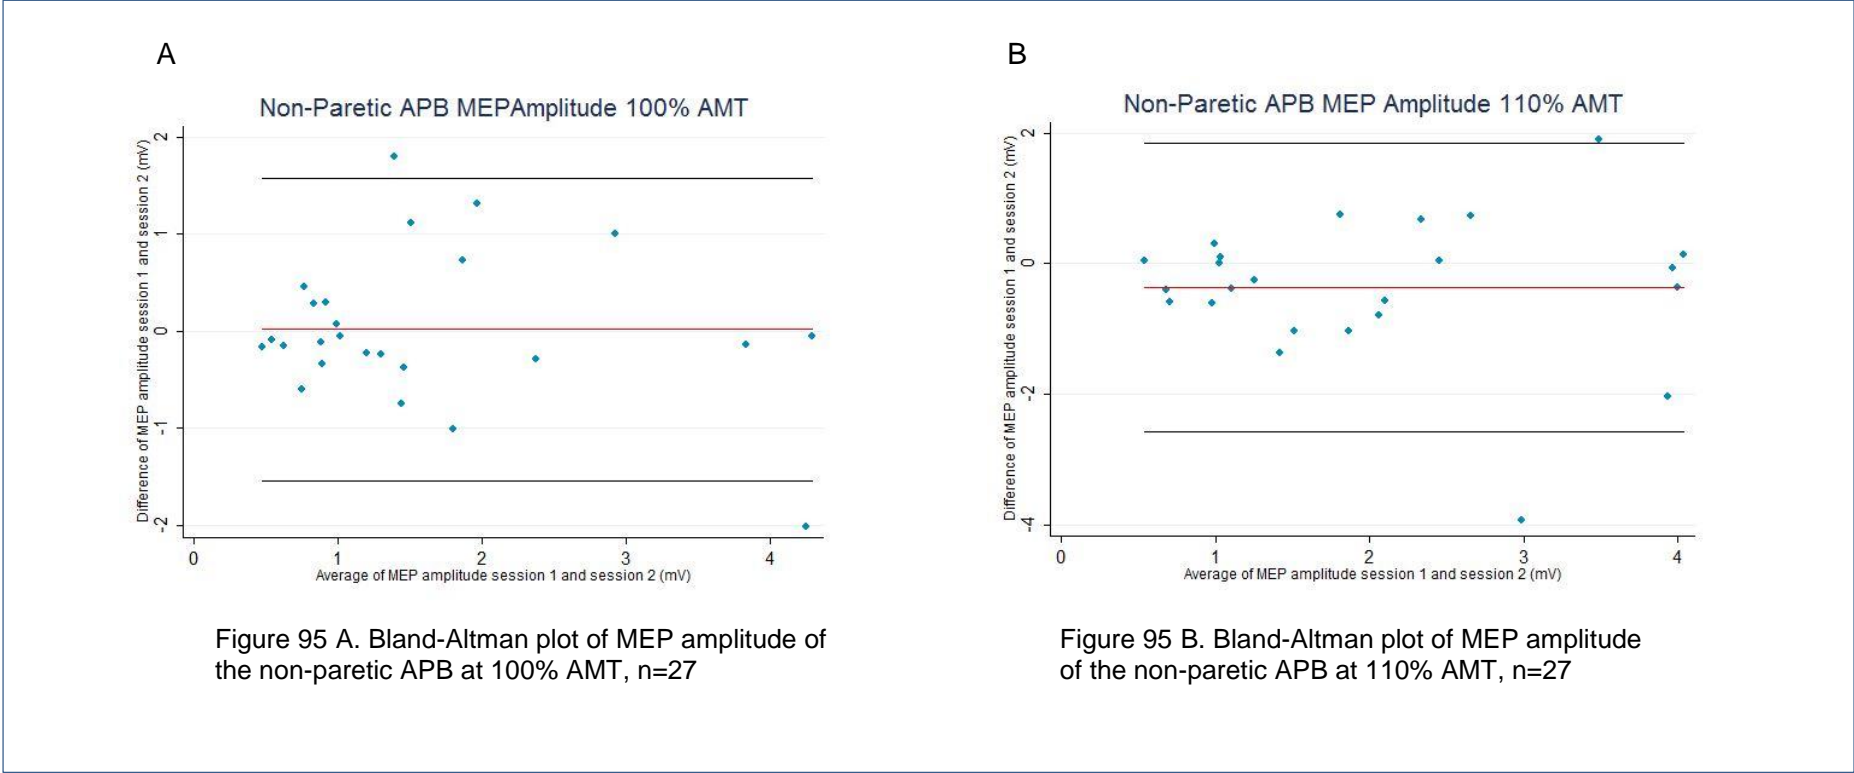 A
Non-Paretic APB MEPAmplitude 100% AMT
Difference of MEP amplitude session 1 and session 2 (mV)
2
1
0
-1
-2
0 1 2 3 4
Average of MEP amplitude session 1 and session 2 (mV)
Figure 95 A. Bland-Altman plot of MEP amplitude of
the non-paretic APB at 100% AMT, n=27
B
Non-Paretic APB MEP Amplitude 110% AMT
Difference of MEP amplitude session 1 and session 2 (mV)
2
0
-2
-4
0 1 2 3 4
Average of MEP amplitude session 1 and session 2 (mV)
Figure 95 B. Bland-Altman plot of MEP amplitude
of the non-paretic APB at 110% AMT, n=27